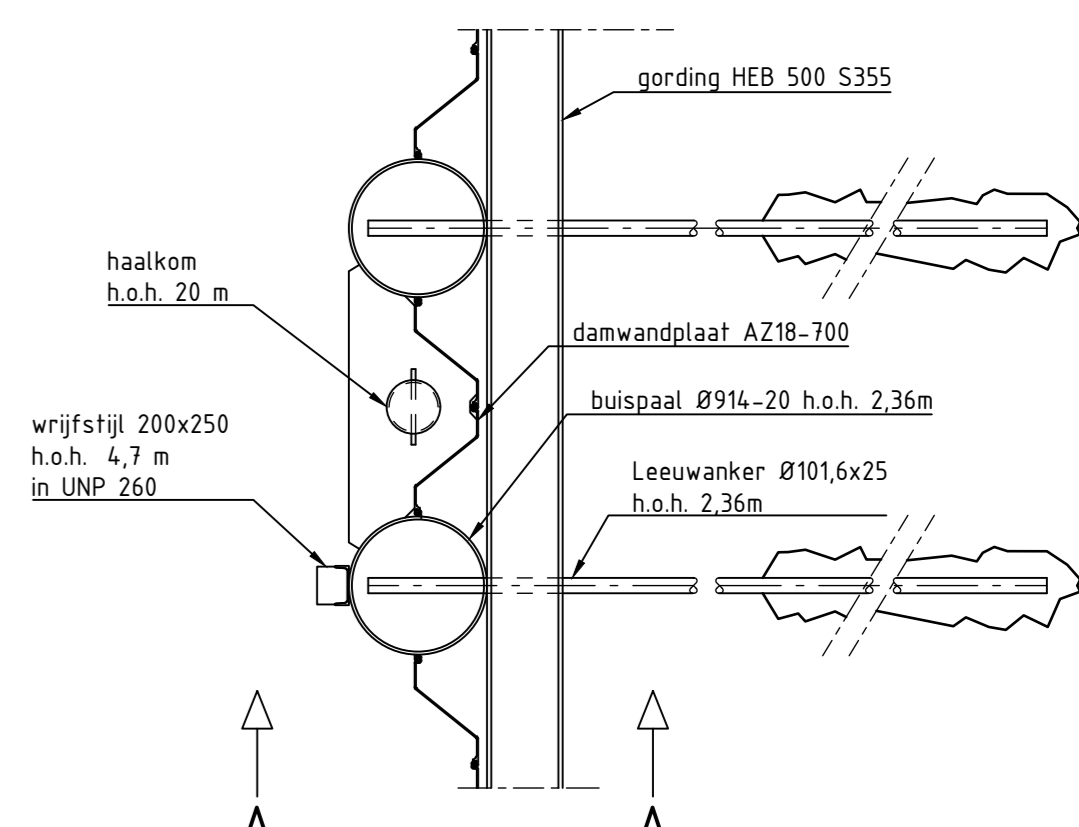 gording HEB 500 S355
haalkom
h.o.h. 20 m
damwandplaat AZ18-700
buispaal Ø914-20 h.o.h. 2,36m
wrijfstijl 200x250
h.o.h. 4,7 m
in UNP 260
Leeuwanker Ø101,6x25
h.o.h. 2,36m